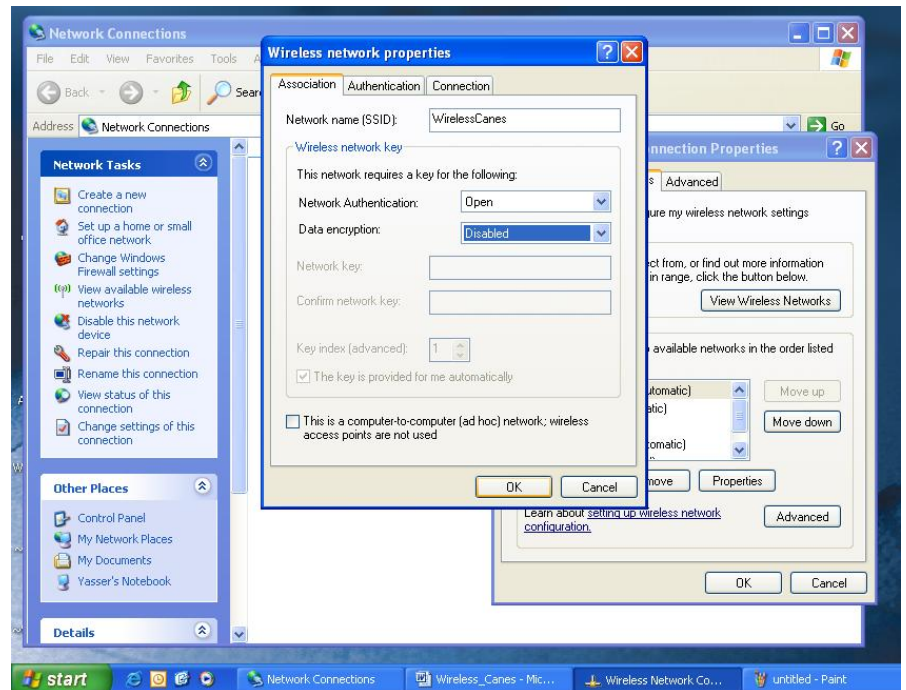 Network Connections
File Edit View Favorites Tools A
Back
Sear
Address Network Connections
Go
Network Tasks
Create a new
connection
Set up a home or small
office network
Change Windows
Firewall settings
View available wireless
networks
Disable this network
device
Repair this connection
Rename this connection
View status of this
connection
Change settings of this
connection
Other Places
Control Panel
My Network Places
My Documents
Yasser's Notebook
Details
Wireless network properties
Association Authentication Connection
Network name (SSID): WirelessCanes
Wireless network key
This network requires a key for the following:
Network Authentication: Open
Data encryption: Disabled
Network key:
Confirm network key:
Key index (advanced): 1
The key is provided for me automatically
This is a computer-to-computer (ad hoc) network; wireless
access points are not used
OK Cancel
nnection Properties
s Advanced
ure my wireless network settings
ect from, or find out more information
in range, click the button below.
View Wireless Networks
available networks in the order listed
utomatic)
atic)
tomatic)
Move up
Move down
move Properties
Learn about setting up wireless network
configuration.
Advanced
OK Cancel
start
Network Connections
Wireless_Canes - Mic...
Wireless Network Co...
untitled - Paint